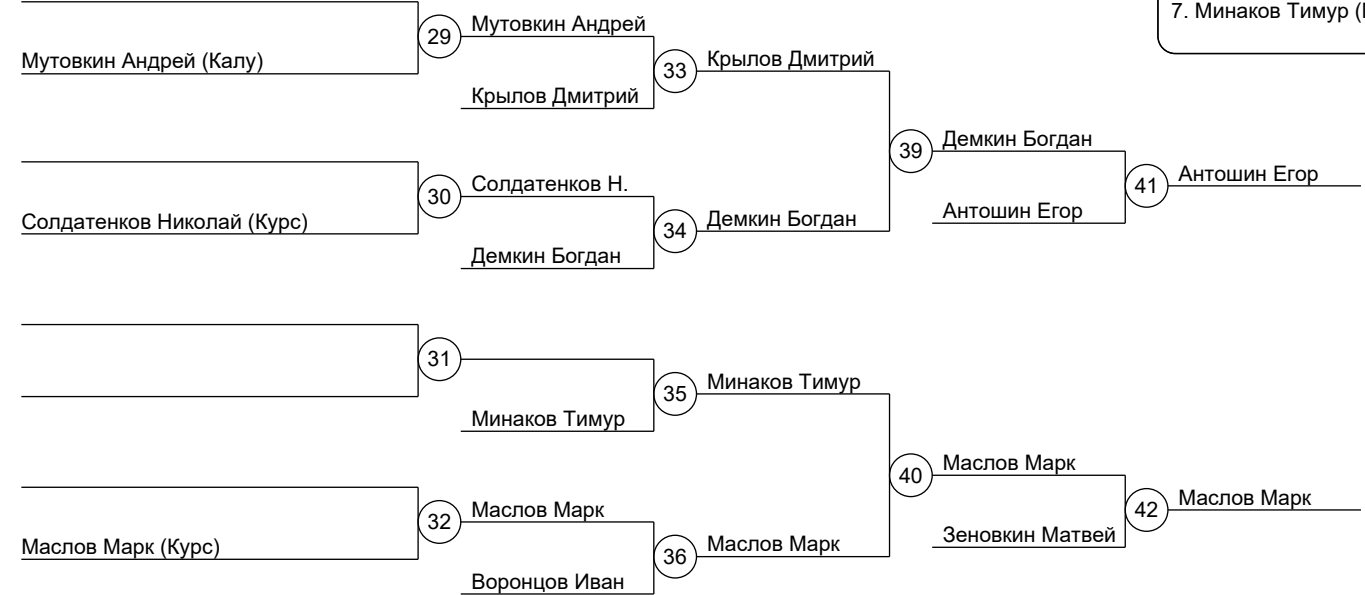 7. Минаков Тимур (
29
Мутовкин Андрей
Мутовкин Андрей (Калу)
33
Крылов Дмитрий
Крылов Дмитрий
39
Демкин Богдан
41
Антошин Егор
Антошин Егор
30
Солдатенков Н.
Солдатенков Николай (Курс)
34
Демкин Богдан
Демкин Богдан
31
35
Минаков Тимур
Минаков Тимур
40
Маслов Марк
42
Маслов Марк
Зеновкин Матвей
32
Маслов Марк
Маслов Марк (Курс)
36
Маслов Марк
Воронцов Иван